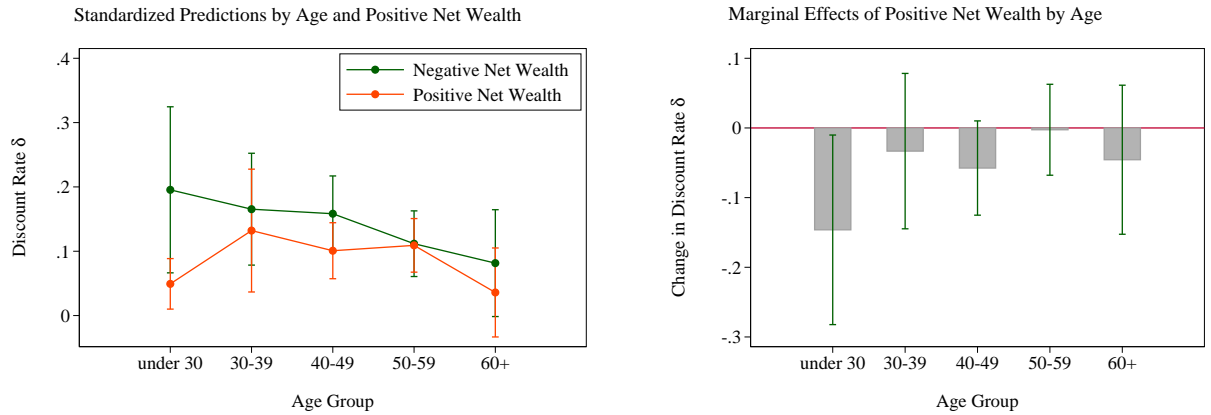 Standardized Predictions by Age and Positive Net Wealth
.4
.3
.2
.1
0
Discount Rate δ
Negative Net Wealth
Positive Net Wealth
under 30 30-39 40-49 50-59 60+
Age Group
Marginal Effects of Positive Net Wealth by Age
.1
0
-.1
-.2
-.3
Change in Discount Rate δ
under 30 30-39 40-49 50-59 60+
Age Group